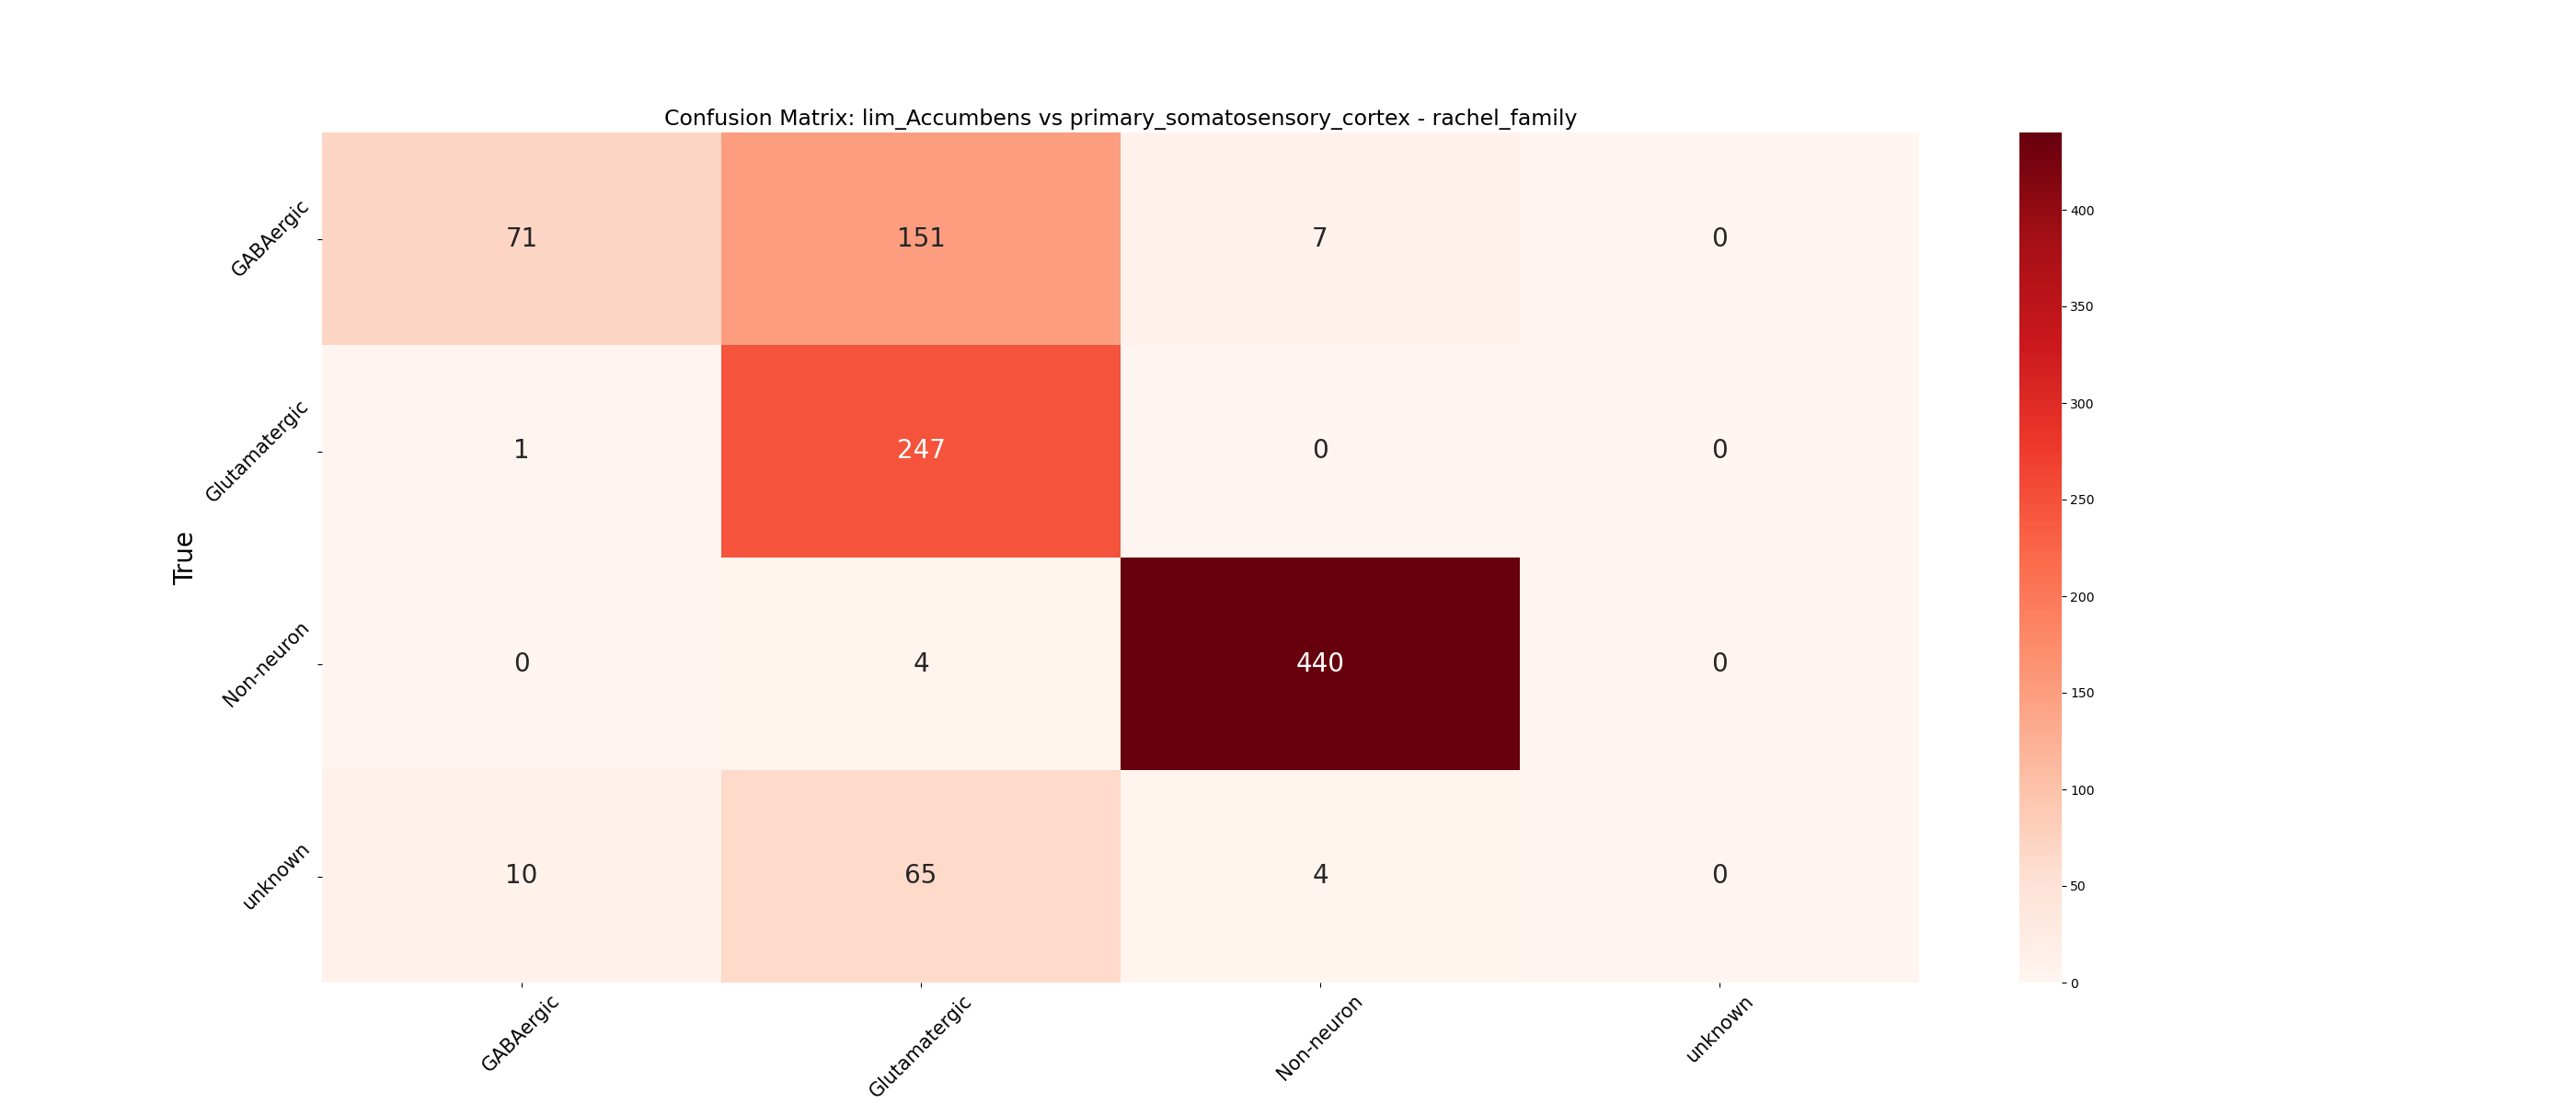 Confusion Matrix: lim_Accumbens vs primary_somatosensory_cortex - rachel_family
True
GABAergic
71
151
7
0
Glutamatergic
1
247
0
0
Non-neuron
0
4
440
0
unknown
10
65
4
0
GABAergic
Glutamatergic
Non-neuron
unknown
400
350
300
250
200
150
100
50
0